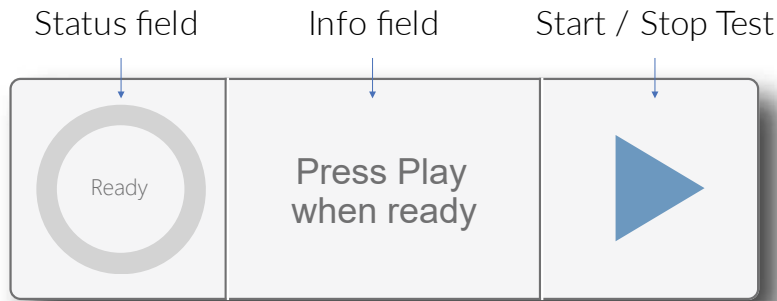 Status field
Info field
Start / Stop Test
Ready
Press Play
when ready